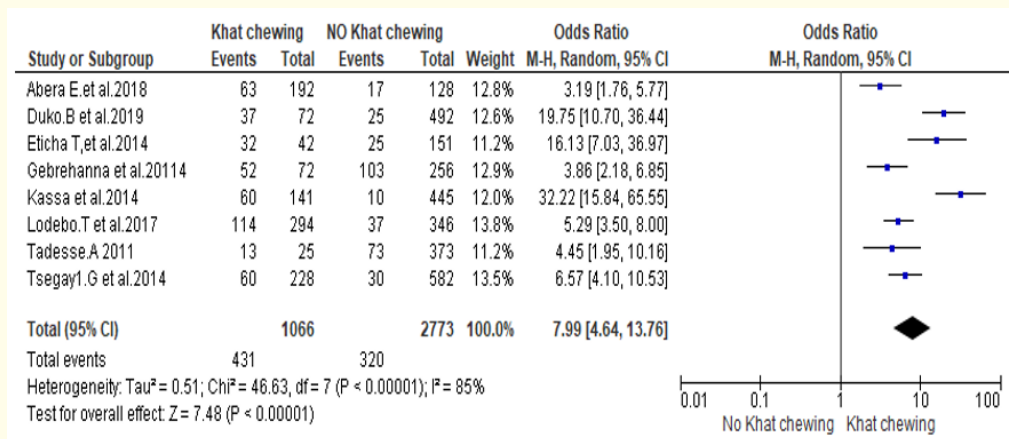 Khat chewing NO Khat chewing Odds Ratio Odds Ratio
Study or Subgroup Events Total Events Total Weight M-H, Random, 95% CI M-H, Random, 95% CI
Abera E.et.al.2018 63 192 17 128 12.8% 3.19 [1.76, 5.77]
Duko.B et.al.2019 37 72 25 492 12.6% 19.75 [10.70, 36.44]
Eticha T,et.al.2014 32 42 25 151 11.2% 16.13 [7.03, 36.97]
Gebrehanna et.al.20114 52 72 103 256 12.9% 3.86 [2.18, 6.85]
Kassa et.al.2014 60 141 10 445 12.0% 32.22 [15.84, 65.55]
Lodebo.T et.al.2017 114 294 37 346 13.8% 5.29 [3.50, 8.00]
Tadesse.A 2011 13 25 73 373 11.2% 4.45 [1.95, 10.16]
Tsegay1.G et.al.2014 60 228 30 582 13.5% 6.57 [4.10, 10.53]
Total (95% CI) 1066 2773 100.0% 7.99 [4.64, 13.76]
Total events 431 320
Heterogeneity: Tau² = 0.51; Chi² = 46.63, df = 7 (P < 0.00001); I² = 85%
Test for overall effect: Z = 7.48 (P < 0.00001)
0.01 0.1 1 10 100
No Khat chewing Khat chewing